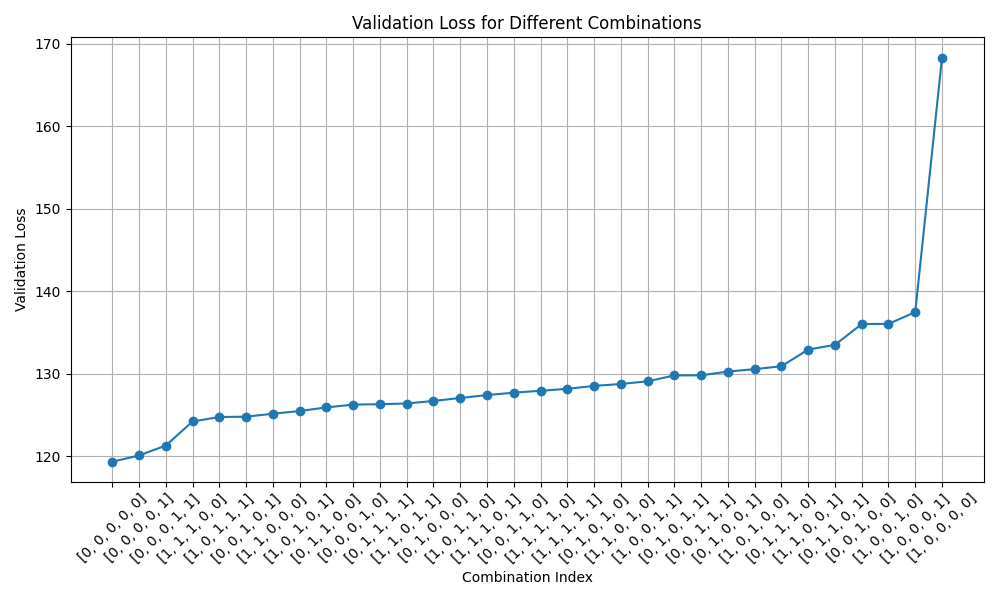 Validation Loss for Different Combinations
170
160
150
140
130
120
Validation Loss
[0, 0, 0, 0, 0]
[0, 0, 0, 0, 1]
[0, 0, 0, 1, 1]
[1, 1, 1, 0, 0]
[1, 0, 1, 1, 1]
[0, 0, 1, 0, 1]
[1, 1, 0, 0, 0]
[1, 0, 1, 0, 1]
[0, 1, 1, 0, 0]
[0, 0, 0, 1, 0]
[0, 1, 1, 1, 1]
[1, 1, 0, 1, 1]
[0, 1, 0, 0, 0]
[1, 0, 1, 1, 0]
[1, 1, 1, 0, 1]
[0, 0, 1, 1, 0]
[1, 1, 1, 1, 0]
[1, 1, 1, 1, 1]
[0, 1, 0, 1, 0]
[1, 1, 0, 1, 0]
[1, 0, 0, 1, 1]
[0, 1, 0, 1, 1]
[0, 0, 1, 1, 1]
[0, 1, 0, 0, 1]
[1, 0, 1, 0, 0]
[0, 1, 1, 1, 0]
[1, 1, 0, 0, 1]
[0, 1, 1, 0, 1]
[0, 0, 1, 0, 0]
[1, 0, 0, 1, 0]
[1, 0, 0, 0, 1]
[1, 0, 0, 0, 0]
Combination Index